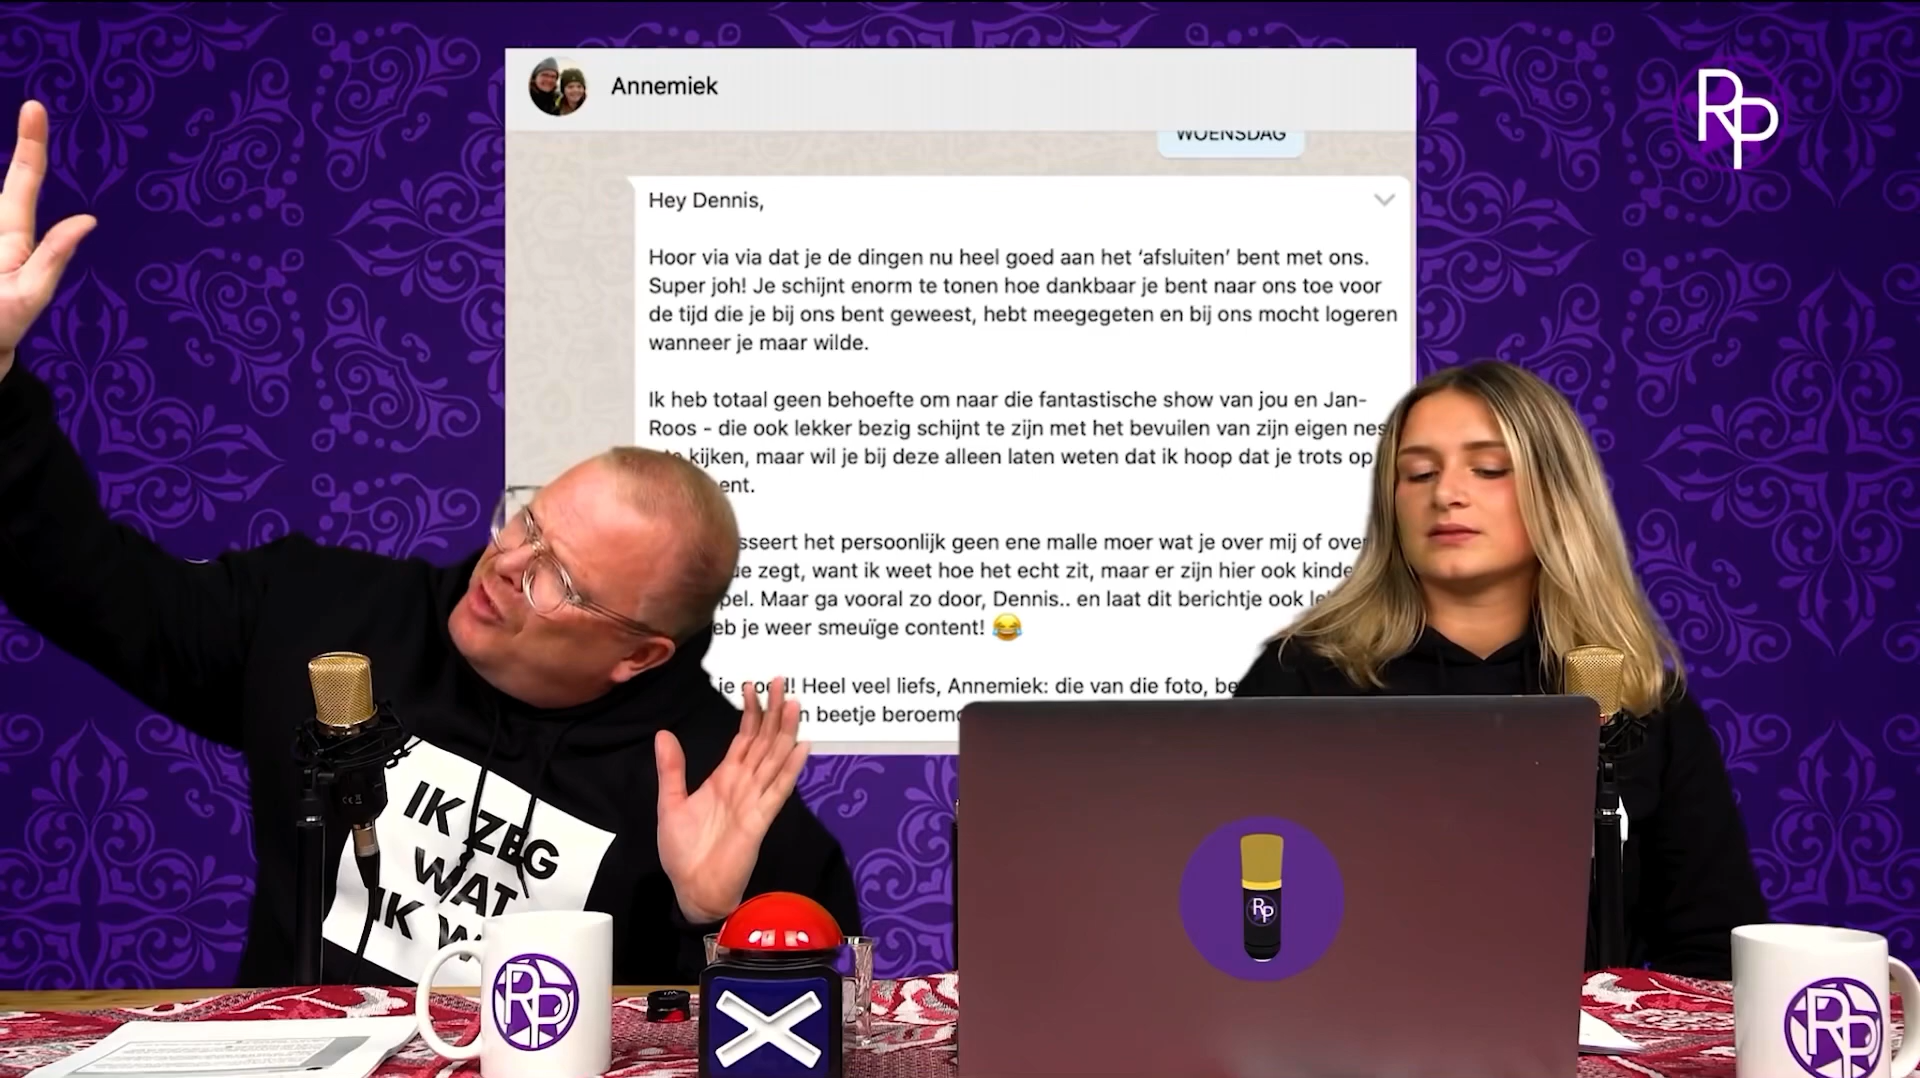 Annemiek
RP
WOENSDAG
Hey Dennis,
Hoor via via dat je de dingen nu heel goed aan het ‘afsluiten’ bent met ons.
Super joh! Je schijnt enorm te tonen hoe dankbaar je bent naar ons toe voor
de tijd die je bij ons bent geweest, hebt meegegeten en bij ons mocht logeren
wanneer je maar wilde.
Ik heb totaal geen behoefte om naar die fantastische show van jou en Jan-
Roos - die ook lekker bezig schijnt te zijn met het bevuilen van zijn eigen nes
kijken, maar wil je bij deze alleen laten weten dat ik hoop dat je trots op
ent.
sseert het persoonlijk geen ene malle moer wat je over mij of over
ue zegt, want ik weet hoe het echt zit, maar er zijn hier ook kinde
pel. Maar ga vooral zo door, Dennis.. en laat dit berichtje ook le
eb je weer smeuïge content! 😂
je goed! Heel veel liefs, Annemiek: die van die foto, be
n beetje beroemd
IK ZEG
WAT
IK W
RP
RP
RP